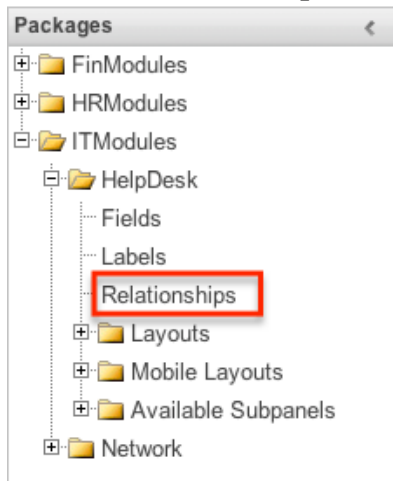 Packages
FinModules
HRModules
ITModules
HelpDesk
Fields
Labels
Relationships
Layouts
Mobile Layouts
Available Subpanels
Network